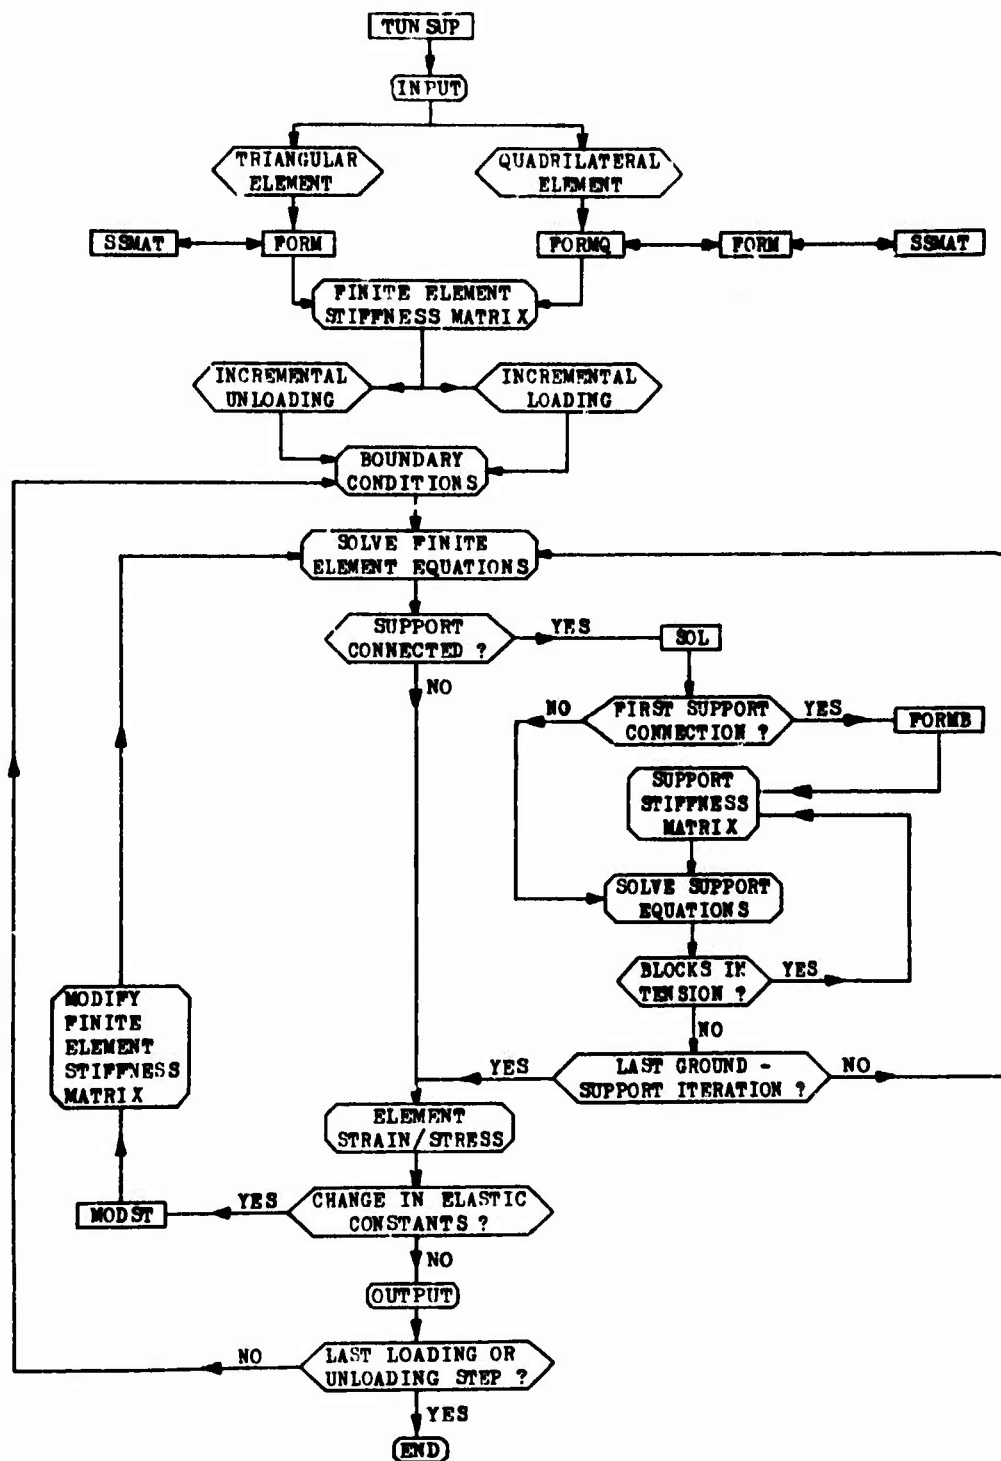 TUNSUP
INPUT
TRIANGULAR
ELEMENT
QUADRILATERAL
ELEMENT
SSMAT
FORM
FORMQ
FORM
SSMAT
FINITE ELEMENT
STIFFNESS MATRIX
INCREMENTAL
UNLOADING
INCREMENTAL
LOADING
BOUNDARY
CONDITIONS
SOLVE FINITE
ELEMENT EQUATIONS
SUPPORT
CONNECTED ?
YES
SOL
NO
NO
FIRST SUPPORT
CONNECTION ?
YES
FORMB
SUPPORT
STIFFNESS
MATRIX
SOLVE SUPPORT
EQUATIONS
BLOCKS IN
TENSION ?
YES
NO
MODIFY
FINITE
ELEMENT
STIFFNESS
MATRIX
YES
LAST GROUND -
SUPPORT ITERATION ?
NO
ELEMENT
STRAIN/STRESS
MODST
YES
CHANGE IN ELASTIC
CONSTANTS ?
NO
OUTPUT
NO
LAST LOADING OR
UNLOADING STEP ?
YES
END